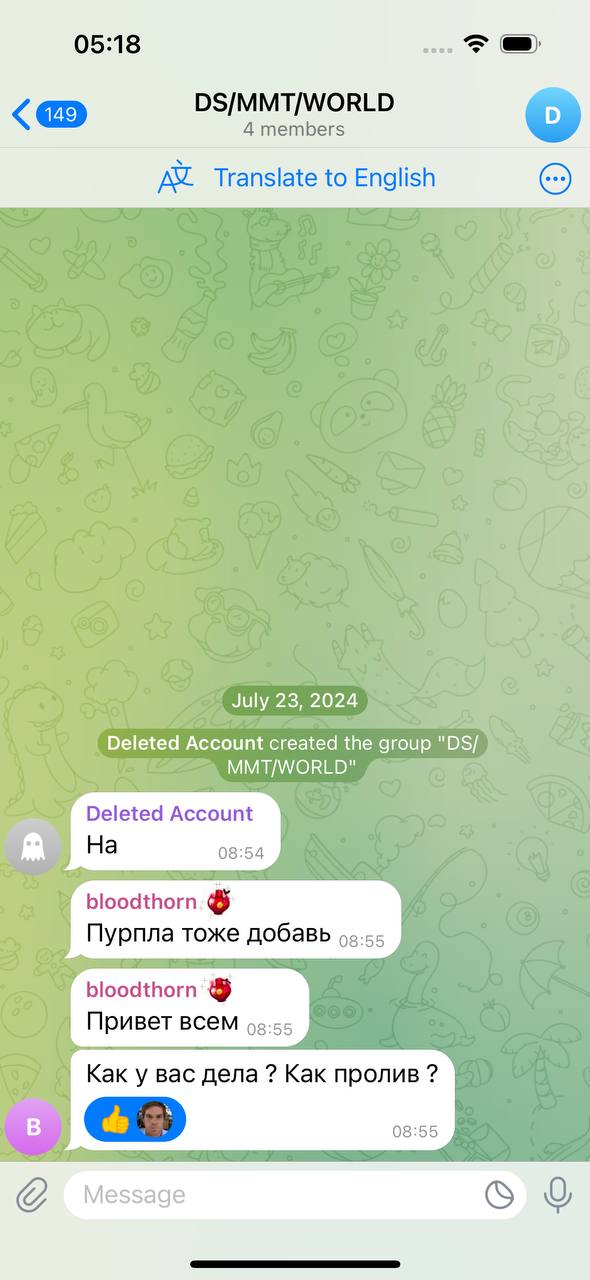 05:18
149
DS/MMT/WORLD
4 members
D
Translate to English
July 23, 2024
Deleted Account created the group "DS/
MMT/WORLD"
Deleted Account
На
08:54
bloodthorn
Пурпла тоже добавь 08:55
bloodthorn
Привет всем 08:55
Как у вас дела ? Как пролив ?
08:55
B
Message